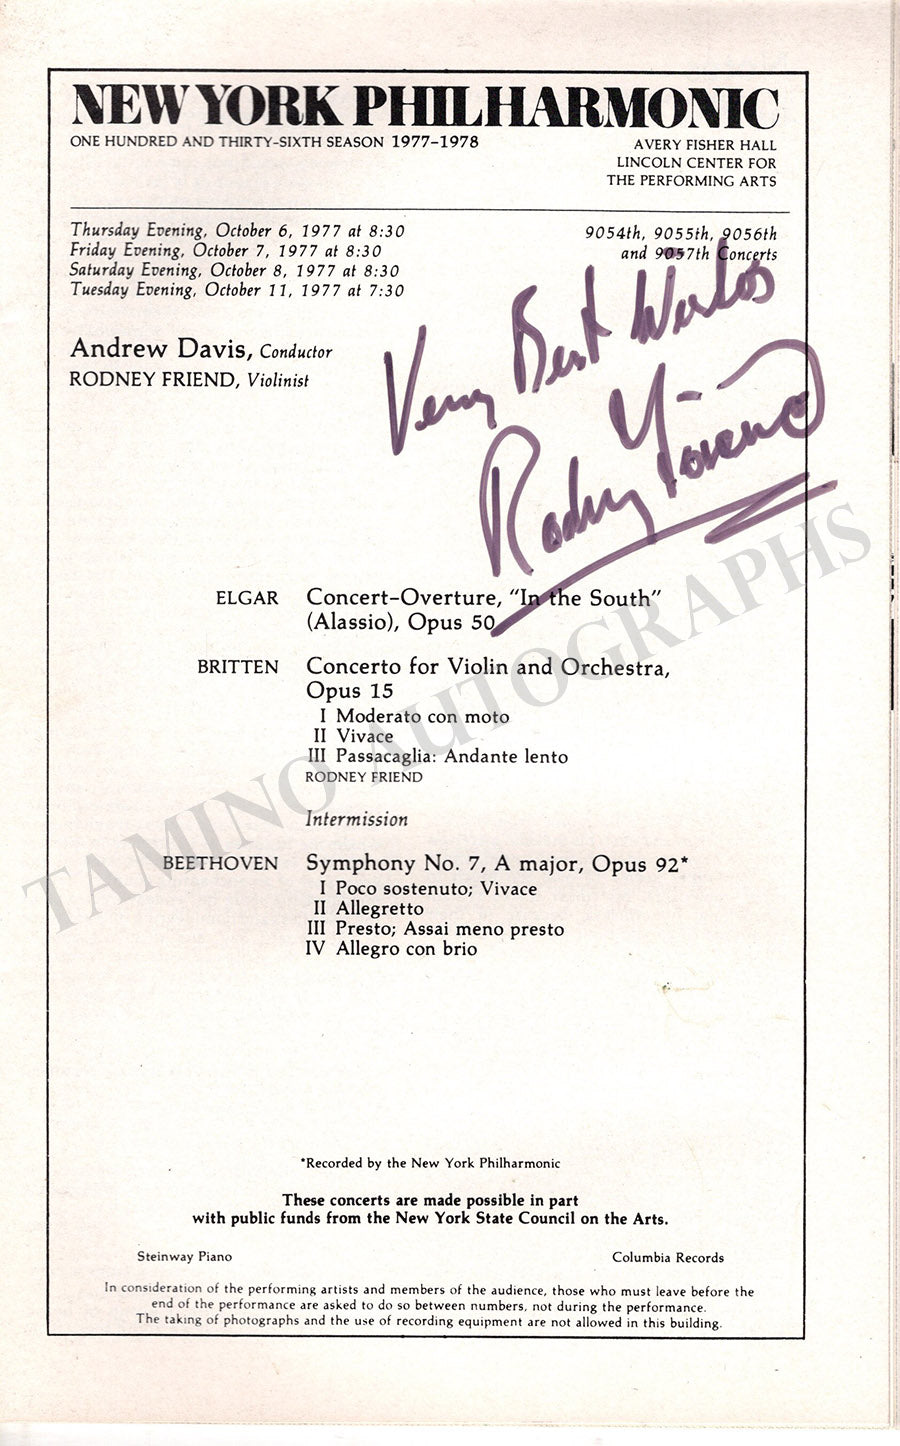 NEW YORK PHILHARMONIC
ONE HUNDRED AND THIRTY-SIXTH SEASON 1977–1978
AVERY FISHER HALL
LINCOLN CENTER FOR
THE PERFORMING ARTS
Thursday Evening, October 6, 1977 at 8:30
Friday Evening, October 7, 1977 at 8:30
Saturday Evening, October 8, 1977 at 8:30
Tuesday Evening, October 11, 1977 at 7:30
9054th, 9055th, 9056th
and 9057th Concerts
Andrew Davis, Conductor
RODNEY FRIEND, Violinist
Very Best Wishes
Rodney Friend
ELGAR Concert–Overture, “In the South”
(Alassio), Opus 50
BRITTEN Concerto for Violin and Orchestra,
Opus 15
I Moderato con moto
II Vivace
III Passacaglia: Andante lento
RODNEY FRIEND
Intermission
BEETHOVEN Symphony No. 7, A major, Opus 92*
I Poco sostenuto; Vivace
II Allegretto
III Presto; Assai meno presto
IV Allegro con brio
TAMINO AUTOGRAPHS
*Recorded by the New York Philharmonic
These concerts are made possible in part
with public funds from the New York State Council on the Arts.
Steinway Piano Columbia Records
In consideration of the performing artists and members of the audience, those who must leave before the
end of the performance are asked to do so between numbers, not during the performance.
The taking of photographs and the use of recording equipment are not allowed in this building.